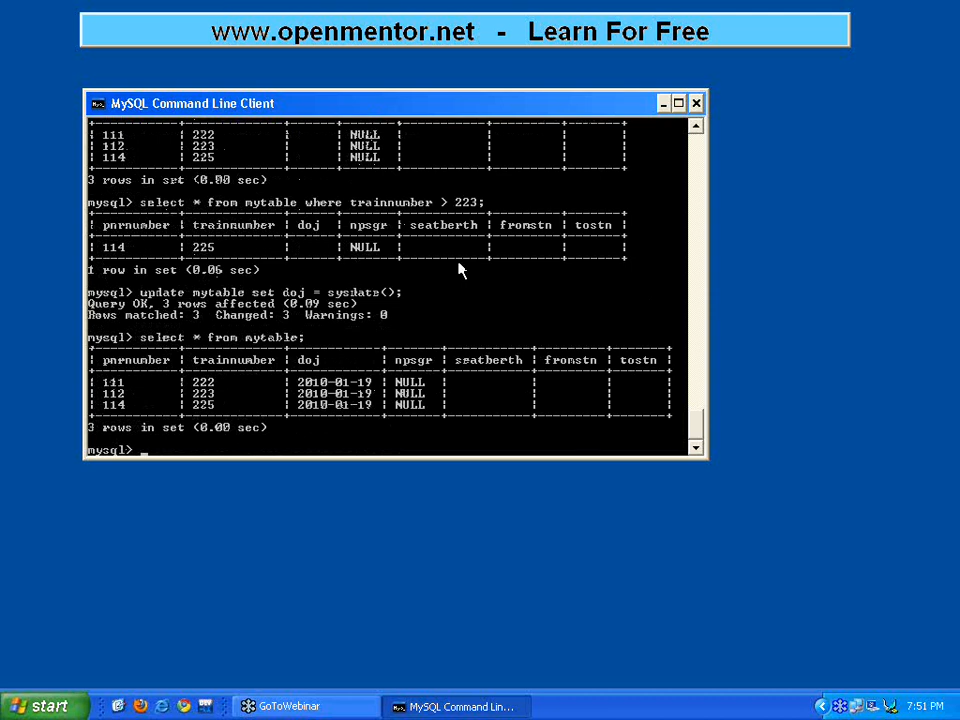 www.openmentor.net - Learn For Free
MySQL Command Line Client
| 111 | 222 | | NULL | | | |
| 112 | 223 | | NULL | | | |
| 114 | 225 | | NULL | | | |
3 rows in set (0.00 sec)
mysql> select * from mytable where trainnumber > 223;
| pnrnumber | trainnumber | doj | npsgr | seatberth | fromstn | tostn |
| 114 | 225 | | NULL | | | |
1 row in set (0.06 sec)
mysql> update mytable set doj = sysdate();
Query OK, 3 rows affected (0.09 sec)
Rows matched: 3 Changed: 3 Warnings: 0
mysql> select * from mytable;
| pnrnumber | trainnumber | doj | npsgr | seatberth | fromstn | tostn |
| 111 | 222 | 2010-01-19 | NULL | | | |
| 112 | 223 | 2010-01-19 | NULL | | | |
| 114 | 225 | 2010-01-19 | NULL | | | |
3 rows in set (0.00 sec)
mysql> _
start GoToWebinar MySQL Command Lin... 7:51 PM